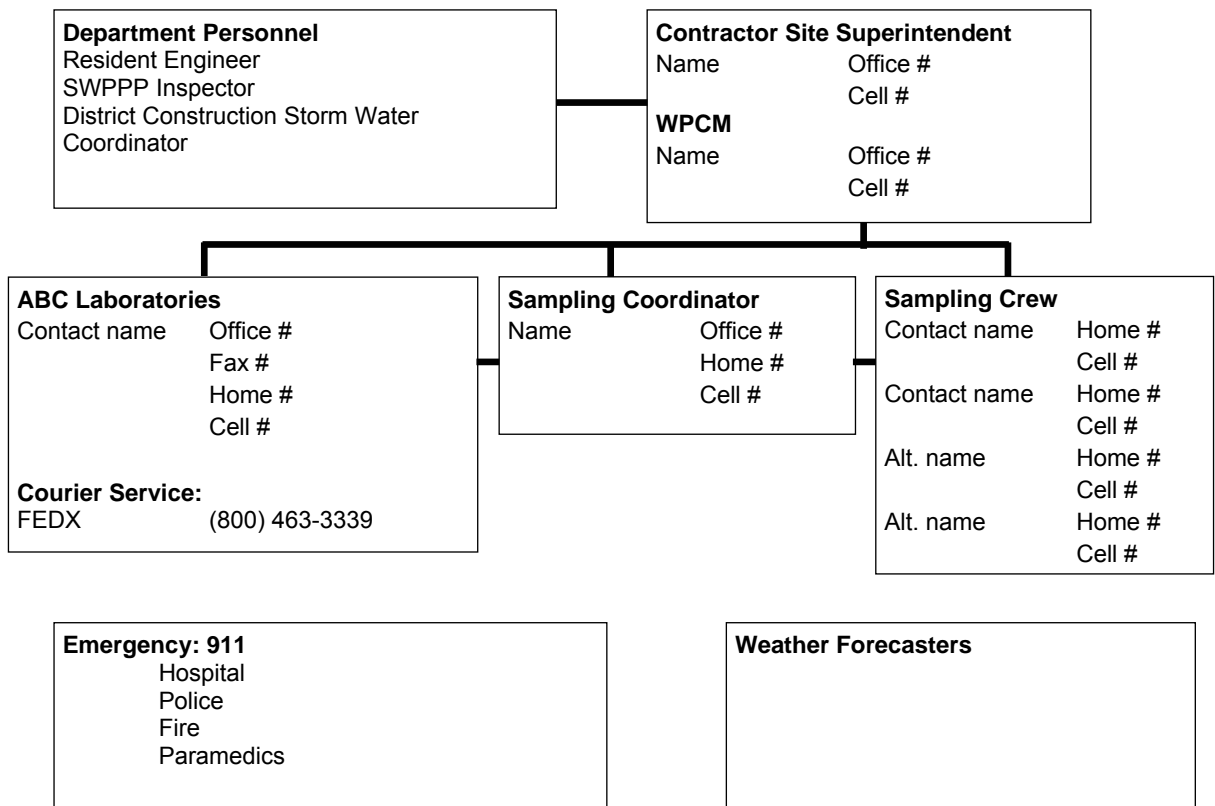 Department Personnel
Resident Engineer
SWPPP Inspector
District Construction Storm Water
Coordinator
Contractor Site Superintendent
Name Office #
Cell #
WPCM
Name Office #
Cell #
ABC Laboratories
Contact name Office #
Fax #
Home #
Cell #
Courier Service:
FEDX (800) 463-3339
Sampling Coordinator
Name Office #
Home #
Cell #
Sampling Crew
Contact name Home #
Cell #
Contact name Home #
Cell #
Alt. name Home #
Cell #
Alt. name Home #
Cell #
Emergency: 911
Hospital
Police
Fire
Paramedics
Weather Forecasters